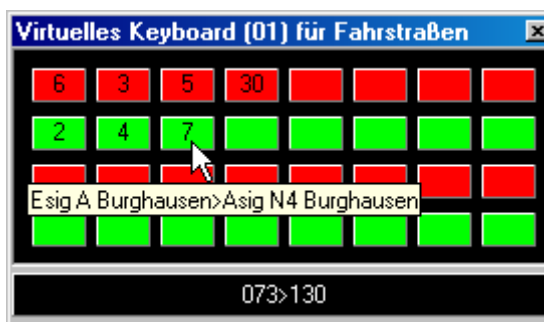 Virtuelles Keyboard (01) für Fahrstraßen
6 3 5 30
2 4 7
Esig A Burghausen>Asig N4 Burghausen
073>130